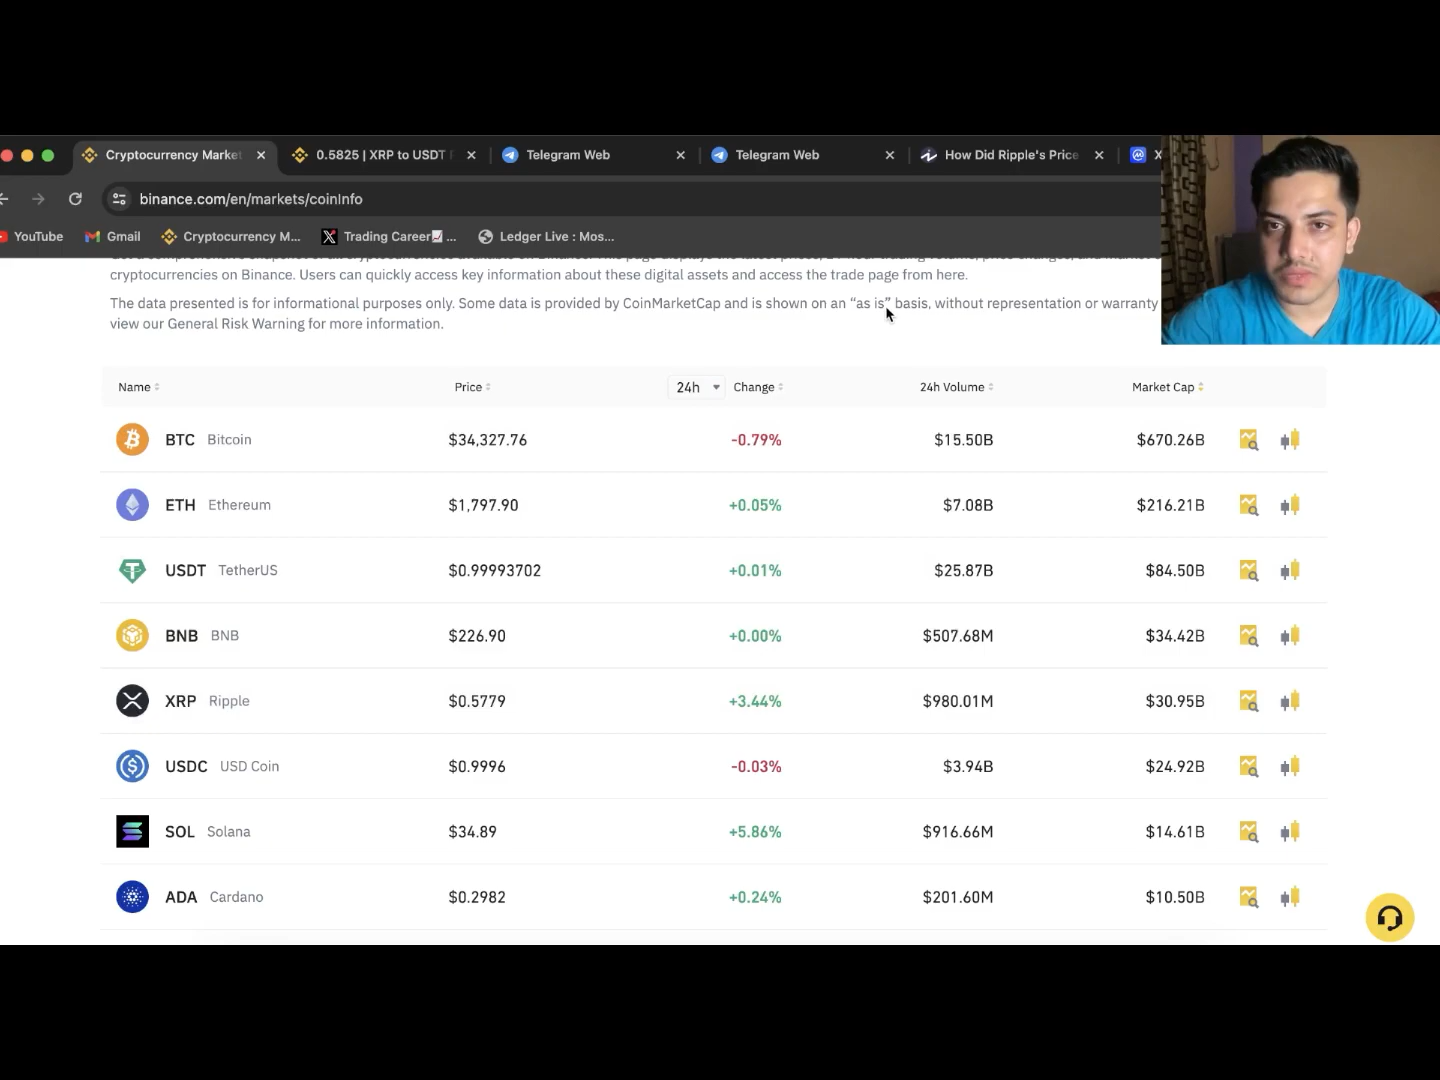 Cryptocurrency Market
0.5825 | XRP to USDT
Telegram Web
Telegram Web
How Did Ripple's Price
X
binance.com/en/markets/coinInfo
YouTube
Gmail
Cryptocurrency M...
Trading Career📈 ...
Ledger Live : Mos...
cryptocurrencies on Binance. Users can quickly access key information about these digital assets and access the trade page from here.
The data presented is for informational purposes only. Some data is provided by CoinMarketCap and is shown on an “as is” basis, without representation or warranty
view our General Risk Warning for more information.
Name Price 24h Change 24h Volume Market Cap
BTC Bitcoin $34,327.76 -0.79% $15.50B $670.26B
ETH Ethereum $1,797.90 +0.05% $7.08B $216.21B
USDT TetherUS $0.99993702 +0.01% $25.87B $84.50B
BNB BNB $226.90 +0.00% $507.68M $34.42B
XRP Ripple $0.5779 +3.44% $980.01M $30.95B
USDC USD Coin $0.9996 -0.03% $3.94B $24.92B
SOL Solana $34.89 +5.86% $916.66M $14.61B
ADA Cardano $0.2982 +0.24% $201.60M $10.50B